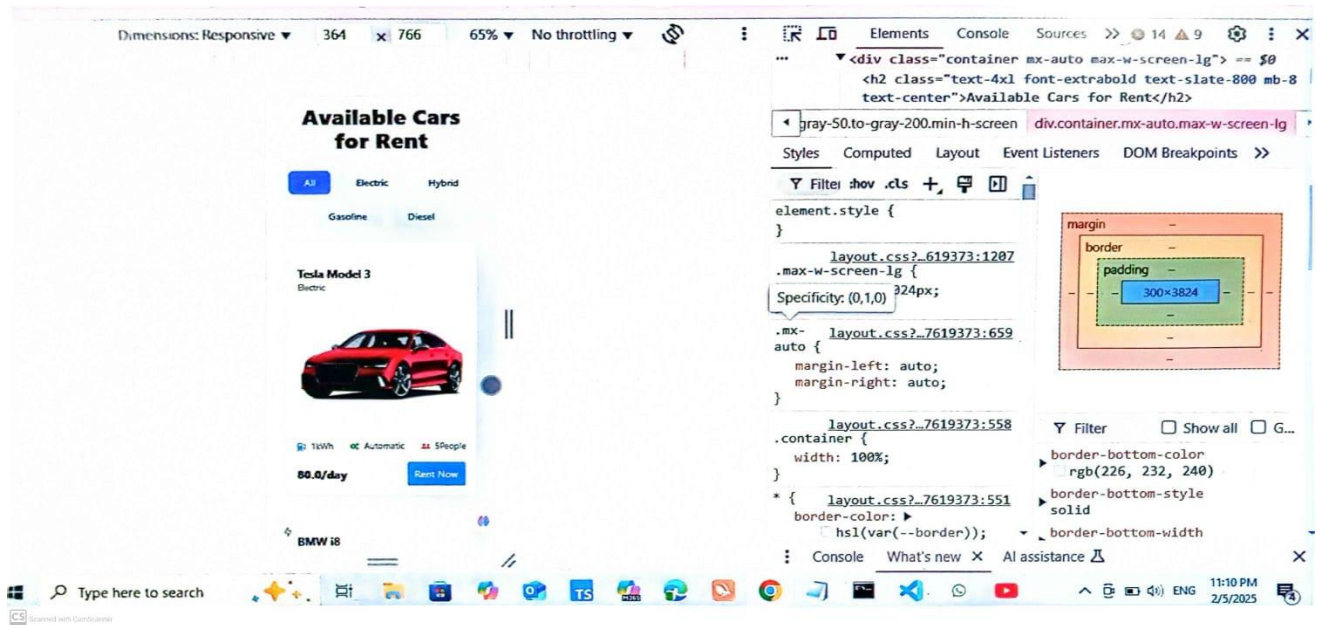 Dimensions: Responsive ▼ 364 x 766 65% ▼ No throttling ▼
Available Cars
for Rent
All Electric Hybrid
Gasoline Diesel
Tesla Model 3
Electric
1kWh Automatic 5People
80.0/day Rent Now
BMW i8
Elements Console Sources >> 14 9
<div class="container mx-auto max-w-screen-lg"> == $0
<h2 class="text-4xl font-extrabold text-slate-800 mb-8
text-center">Available Cars for Rent</h2>
gray-50.to-gray-200.min-h-screen div.container.mx-auto.max-w-screen-lg
Styles Computed Layout Event Listeners DOM Breakpoints >>
Filter :hov .cls
element.style {
}
layout.css?…619373:1207
.max-w-screen-lg {
024px;
Specificity: (0,1,0)
.mx- layout.css?…7619373:659
auto {
margin-left: auto;
margin-right: auto;
}
layout.css?…7619373:558
.container {
width: 100%;
}
* { layout.css?…7619373:551
border-color: ▶
hsl(var(--border));
margin –
border –
padding –
– – – 300×3824 – – –
–
–
–
Filter Show all G...
border-bottom-color
rgb(226, 232, 240)
border-bottom-style
solid
border-bottom-width
Console What's new × AI assistance
Type here to search
TS
M365
ENG
11:10 PM
2/5/2025
4
CS Scanned with CamScanner